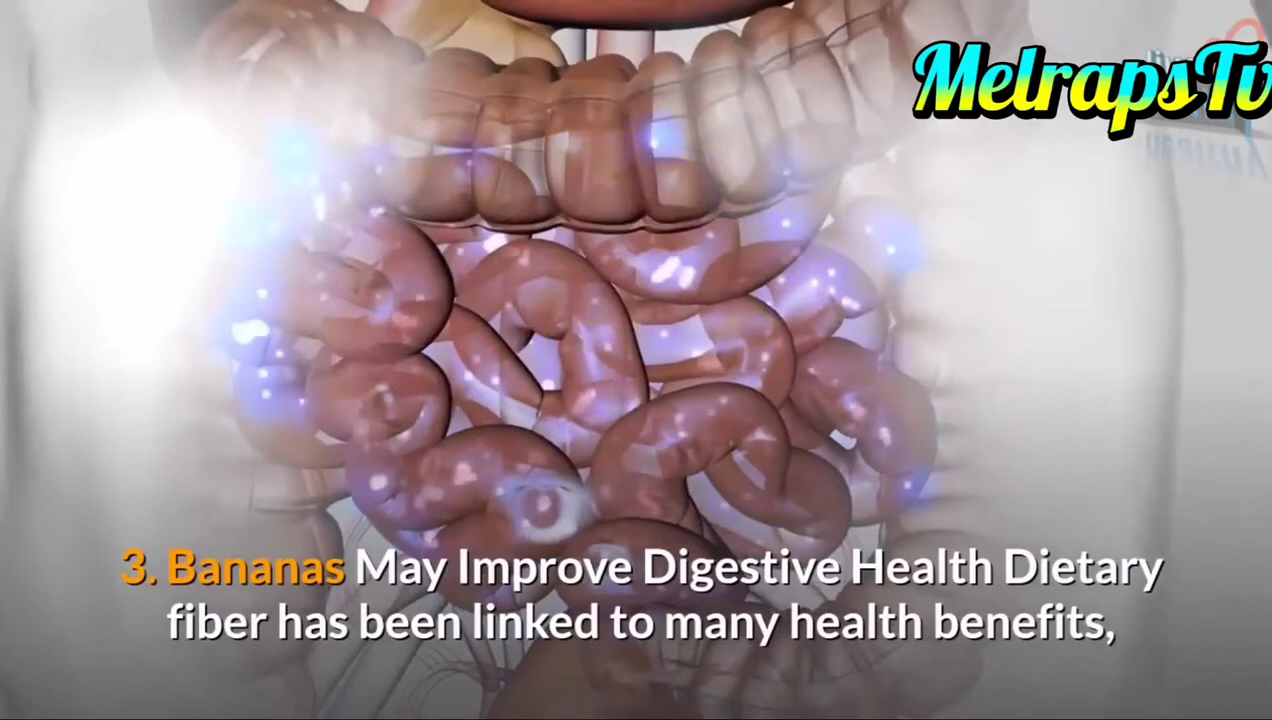 MelrapsTv
3. Bananas May Improve Digestive Health Dietary
fiber has been linked to many health benefits,